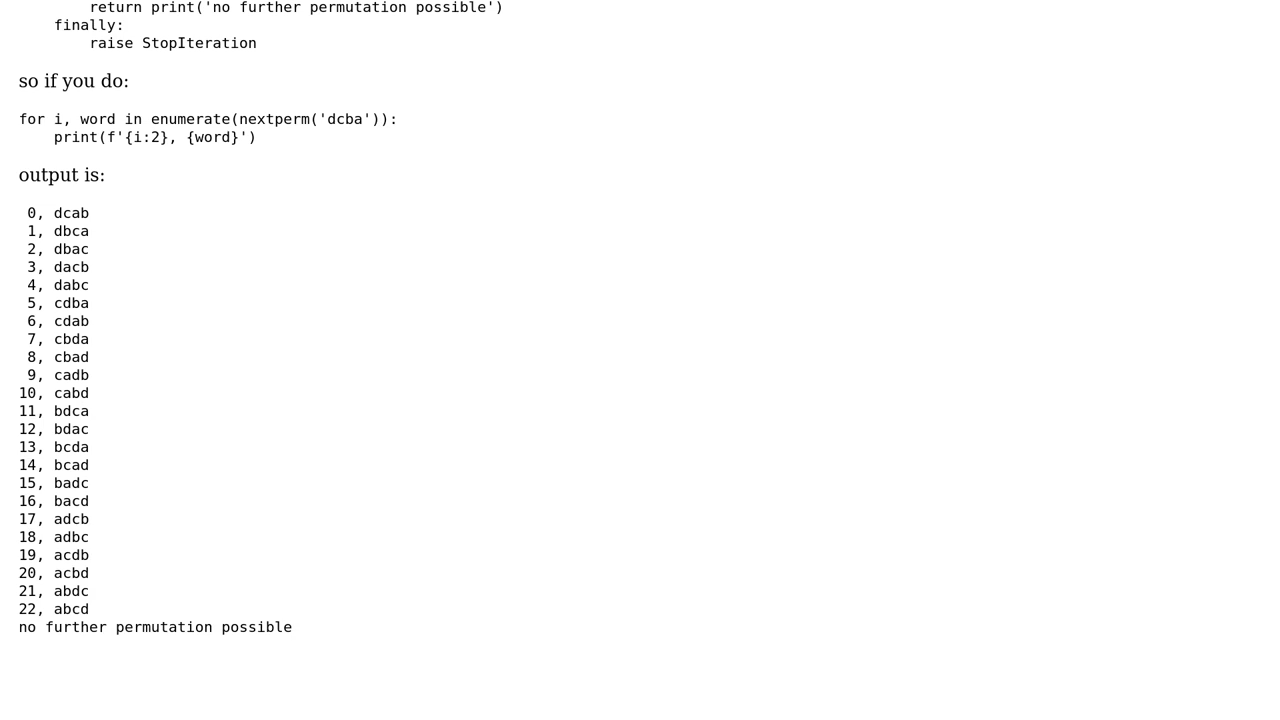 return print('no further permutation possible')
    finally:
        raise StopIteration
so if you do:
for i, word in enumerate(nextperm('dcba')):
    print(f'{i:2}, {word}')
output is:
 0, dcab
 1, dbca
 2, dbac
 3, dacb
 4, dabc
 5, cdba
 6, cdab
 7, cbda
 8, cbad
 9, cadb
10, cabd
11, bdca
12, bdac
13, bcda
14, bcad
15, badc
16, bacd
17, adcb
18, adbc
19, acdb
20, acbd
21, abdc
22, abcd
no further permutation possible